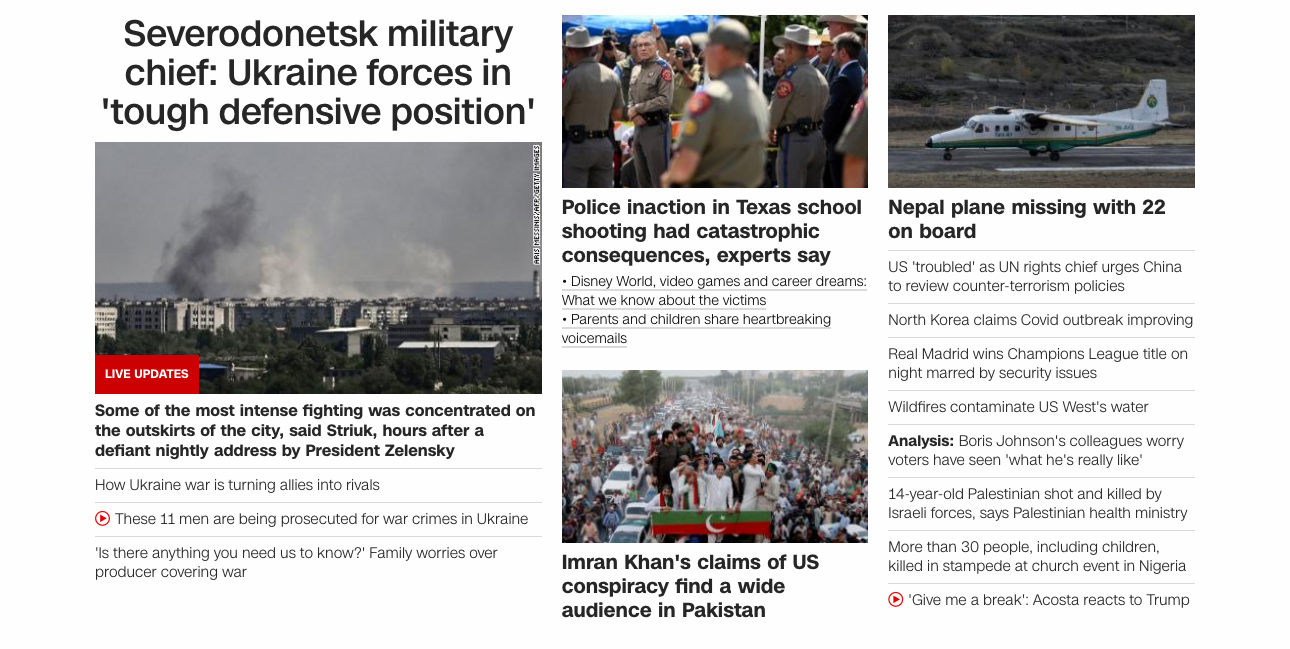 Severodonetsk military
chief: Ukraine forces in
'tough defensive position'
ARIS MESSINIS/AFP/GETTY IMAGES
LIVE UPDATES
Some of the most intense fighting was concentrated on
the outskirts of the city, said Striuk, hours after a
defiant nightly address by President Zelensky
How Ukraine war is turning allies into rivals
These 11 men are being prosecuted for war crimes in Ukraine
'Is there anything you need us to know?' Family worries over
producer covering war
Police inaction in Texas school
shooting had catastrophic
consequences, experts say
• Disney World, video games and career dreams:
What we know about the victims
• Parents and children share heartbreaking
voicemails
Imran Khan's claims of US
conspiracy find a wide
audience in Pakistan
Nepal plane missing with 22
on board
US 'troubled' as UN rights chief urges China
to review counter-terrorism policies
North Korea claims Covid outbreak improving
Real Madrid wins Champions League title on
night marred by security issues
Wildfires contaminate US West's water
Analysis: Boris Johnson's colleagues worry
voters have seen 'what he's really like'
14-year-old Palestinian shot and killed by
Israeli forces, says Palestinian health ministry
More than 30 people, including children,
killed in stampede at church event in Nigeria
'Give me a break': Acosta reacts to Trump